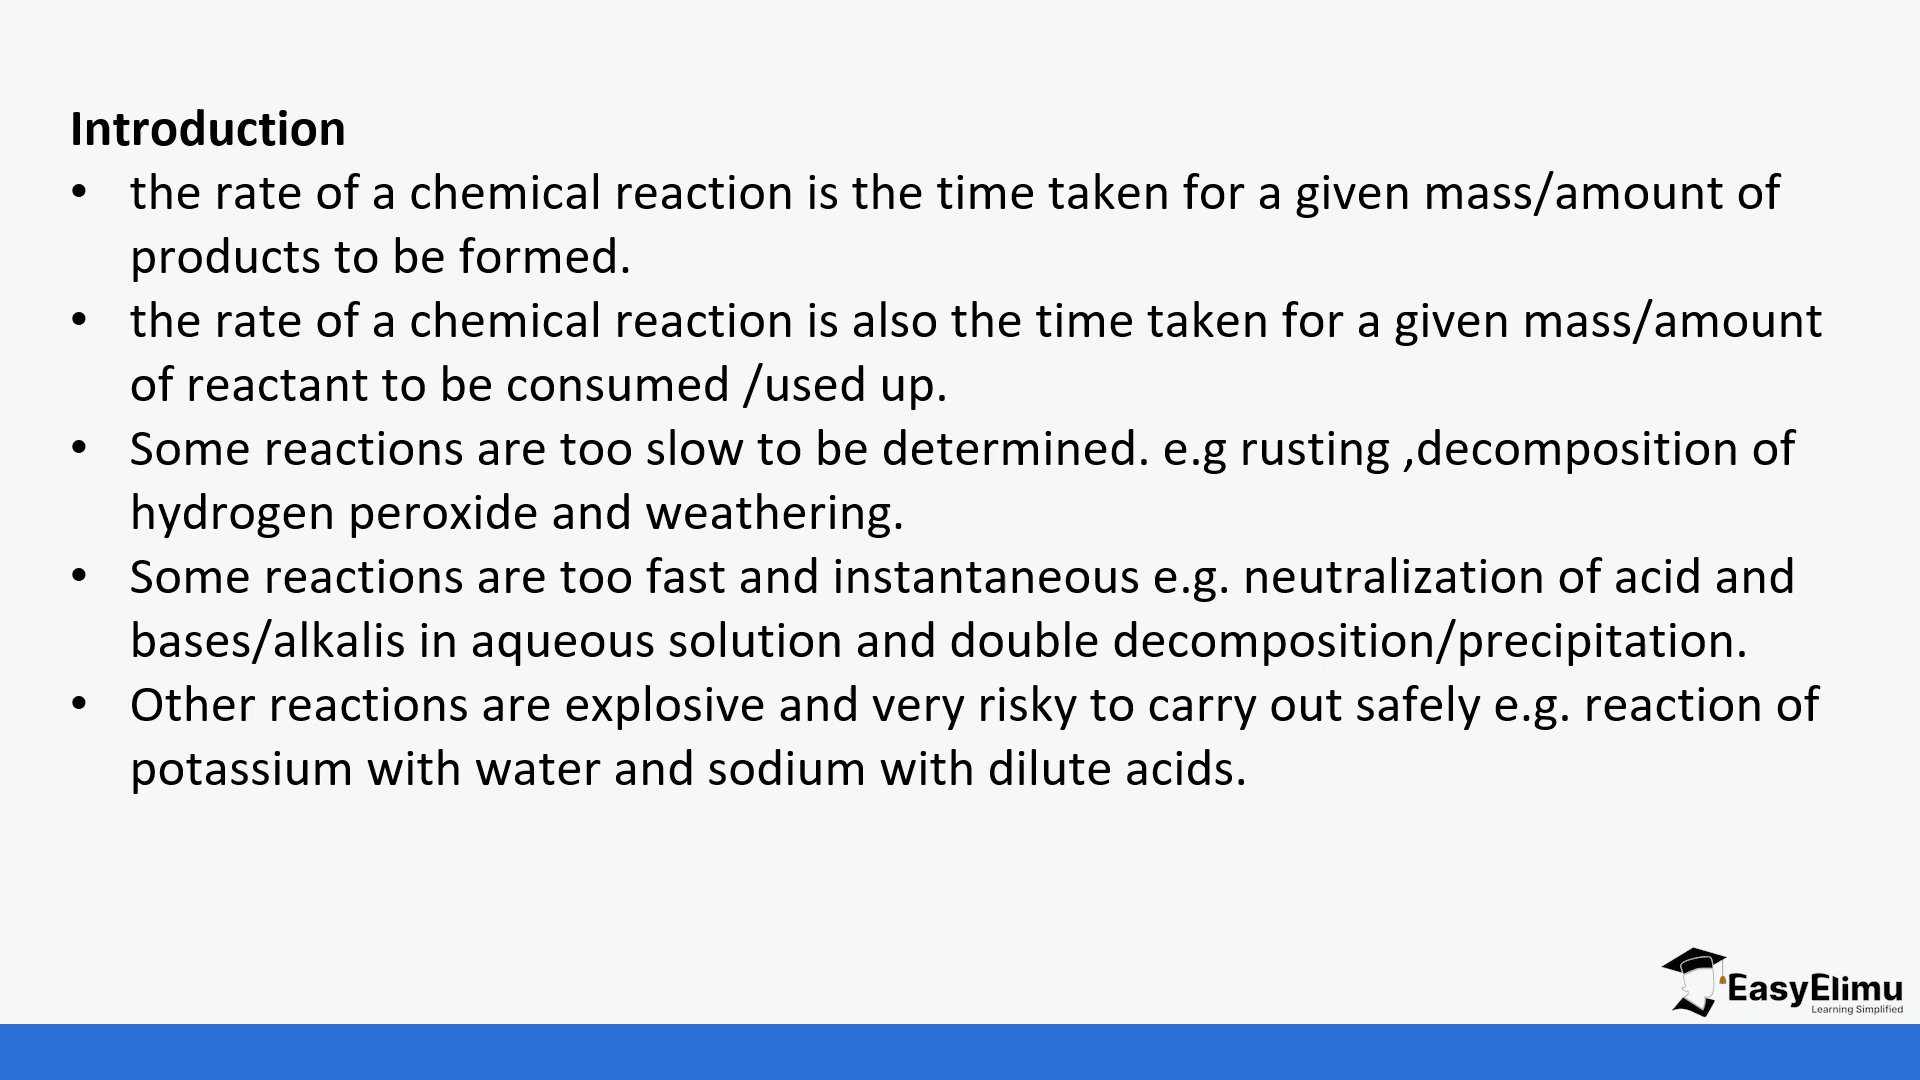 Introduction
• the rate of a chemical reaction is the time taken for a given mass/amount of
products to be formed.
• the rate of a chemical reaction is also the time taken for a given mass/amount
of reactant to be consumed /used up.
• Some reactions are too slow to be determined. e.g rusting ,decomposition of
hydrogen peroxide and weathering.
• Some reactions are too fast and instantaneous e.g. neutralization of acid and
bases/alkalis in aqueous solution and double decomposition/precipitation.
• Other reactions are explosive and very risky to carry out safely e.g. reaction of
potassium with water and sodium with dilute acids.
EasyElimu
Learning Simplified